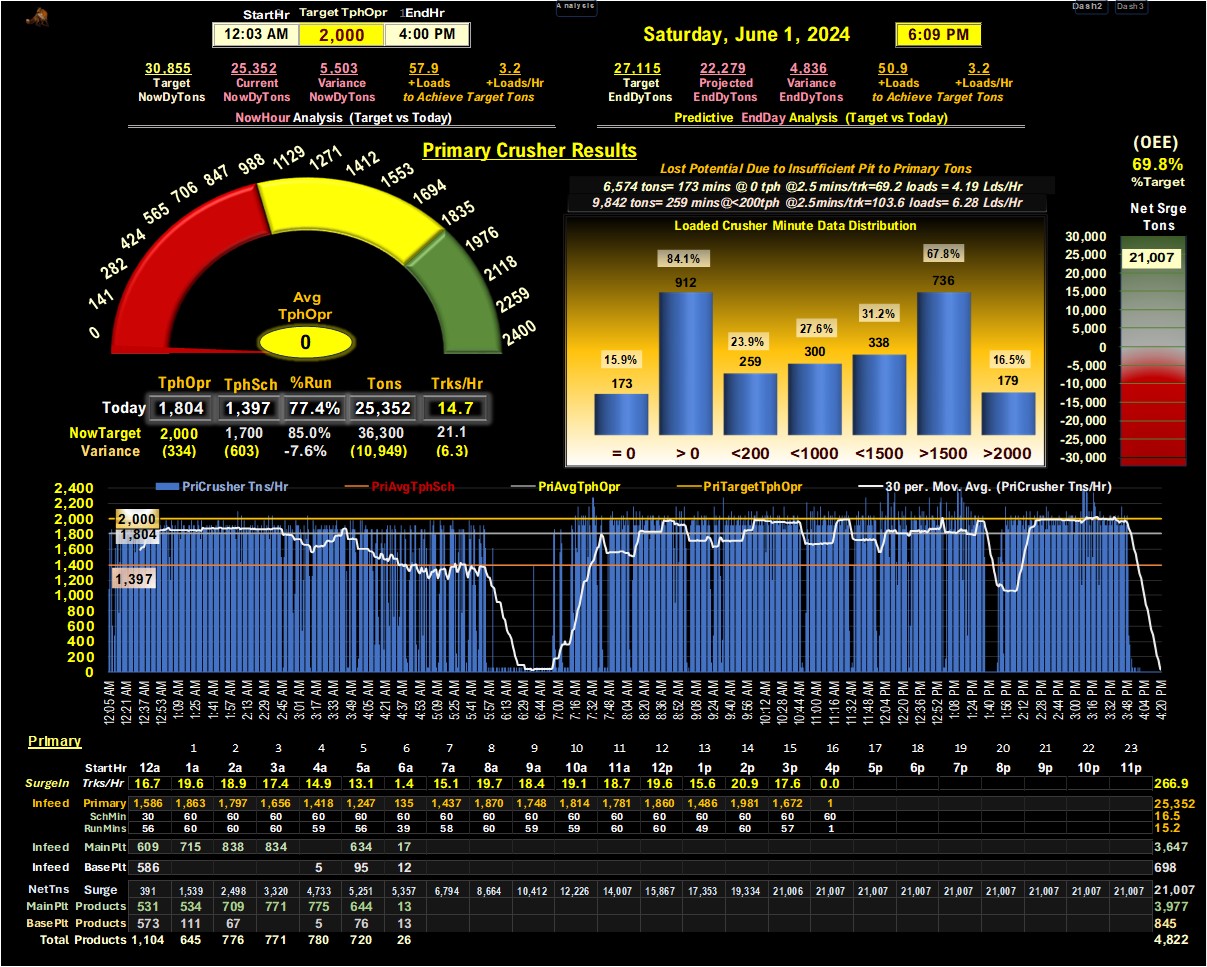 Analysis
Dash2 Dash3
StartHr Target TphOpr 1EndHr
12:03 AM 2,000 4:00 PM
Saturday, June 1, 2024 6:09 PM
30,855 25,352 5,503 57.9 3.2
Target Current Variance +Loads +Loads/Hr
NowDyTons NowDyTons NowDyTons to Achieve Target Tons
NowHour Analysis (Target vs Today)
27,115 22,279 4,836 50.9 3.2
Target Projected Variance +Loads +Loads/Hr
EndDyTons EndDyTons EndDyTons to Achieve Target Tons
Predictive EndDay Analysis (Target vs Today)
Primary Crusher Results
0 141 282 424 565 706 847 988 1129 1271 1412 1553 1694 1835 1976 2118 2259 2400
Avg
TphOpr
0
TphOpr TphSch %Run Tons Trks/Hr
Today 1,804 1,397 77.4% 25,352 14.7
NowTarget 2,000 1,700 85.0% 36,300 21.1
Variance (334) (603) -7.6% (10,949) (6.3)
Lost Potential Due to Insufficient Pit to Primary Tons
6,574 tons= 173 mins @ 0 tph @2.5 mins/trk=69.2 loads = 4.19 Lds/Hr
9,842 tons= 259 mins@<200tph @2.5mins/trk=103.6 loads= 6.28 Lds/Hr
Loaded Crusher Minute Data Distribution
15.9% 84.1% 23.9% 27.6% 31.2% 67.8% 16.5%
173 912 259 300 338 736 179
= 0 > 0 <200 <1000 <1500 >1500 >2000
(OEE)
69.8%
%Target
Net Srge
Tons
30,000
25,000
21,007
15,000
10,000
5,000
0
-5,000
-10,000
-15,000
-20,000
-25,000
-30,000
PriCrusher Tns/Hr PriAvgTphSch PriAvgTphOpr PriTargetTphOpr 30 per. Mov. Avg. (PriCrusher Tns/Hr)
2,400
2,200
2,000
1,800
1,600
1,400
1,200
1,000
800
600
400
200
0
2,000
1,804
1,397
12:05 AM 12:21 AM 12:37 AM 12:53 AM 1:09 AM 1:25 AM 1:41 AM 1:57 AM 2:13 AM 2:29 AM 2:45 AM 3:01 AM 3:17 AM 3:33 AM 3:49 AM 4:05 AM 4:21 AM 4:37 AM 4:53 AM 5:09 AM 5:25 AM 5:41 AM 5:57 AM 6:13 AM 6:29 AM 6:44 AM 7:00 AM 7:16 AM 7:32 AM 7:48 AM 8:04 AM 8:20 AM 8:36 AM 8:52 AM 9:08 AM 9:24 AM 9:40 AM 9:56 AM 10:12 AM 10:28 AM 10:44 AM 11:00 AM 11:16 AM 11:32 AM 11:48 AM 12:04 PM 12:20 PM 12:36 PM 12:52 PM 1:08 PM 1:24 PM 1:40 PM 1:56 PM 2:12 PM 2:28 PM 2:44 PM 3:00 PM 3:16 PM 3:32 PM 3:48 PM 4:04 PM 4:20 PM
Primary
1 2 3 4 5 6 7 8 9 10 11 12 13 14 15 16 17 18 19 20 21 22 23
StartHr 12a 1a 2a 3a 4a 5a 6a 7a 8a 9a 10a 11a 12p 1p 2p 3p 4p 5p 6p 7p 8p 9p 10p 11p
SurgeIn Trks/Hr 16.7 19.6 18.9 17.4 14.9 13.1 1.4 15.1 19.7 18.4 19.1 18.7 19.6 15.6 20.9 17.6 0.0 266.9
Infeed Primary 1,586 1,863 1,797 1,656 1,418 1,247 135 1,437 1,870 1,748 1,814 1,781 1,860 1,486 1,981 1,672 1 25,352
SchMin 30 60 60 60 60 60 60 60 60 60 60 60 60 60 60 60 60 16.5
RunMins 56 60 60 60 59 56 39 58 60 59 59 60 60 49 60 57 1 15.2
Infeed MainPlt 609 715 838 834 634 17 3,647
Infeed BasePlt 586 5 95 12 698
NetTns Surge 391 1,539 2,498 3,320 4,733 5,251 5,357 6,794 8,664 10,412 12,226 14,007 15,867 17,353 19,334 21,006 21,007 21,007 21,007 21,007 21,007 21,007 21,007 21,007 21,007
MainPlt Products 531 534 709 771 775 644 13 3,977
BasePlt Products 573 111 67 5 76 13 845
Total Products 1,104 645 776 771 780 720 26 4,822